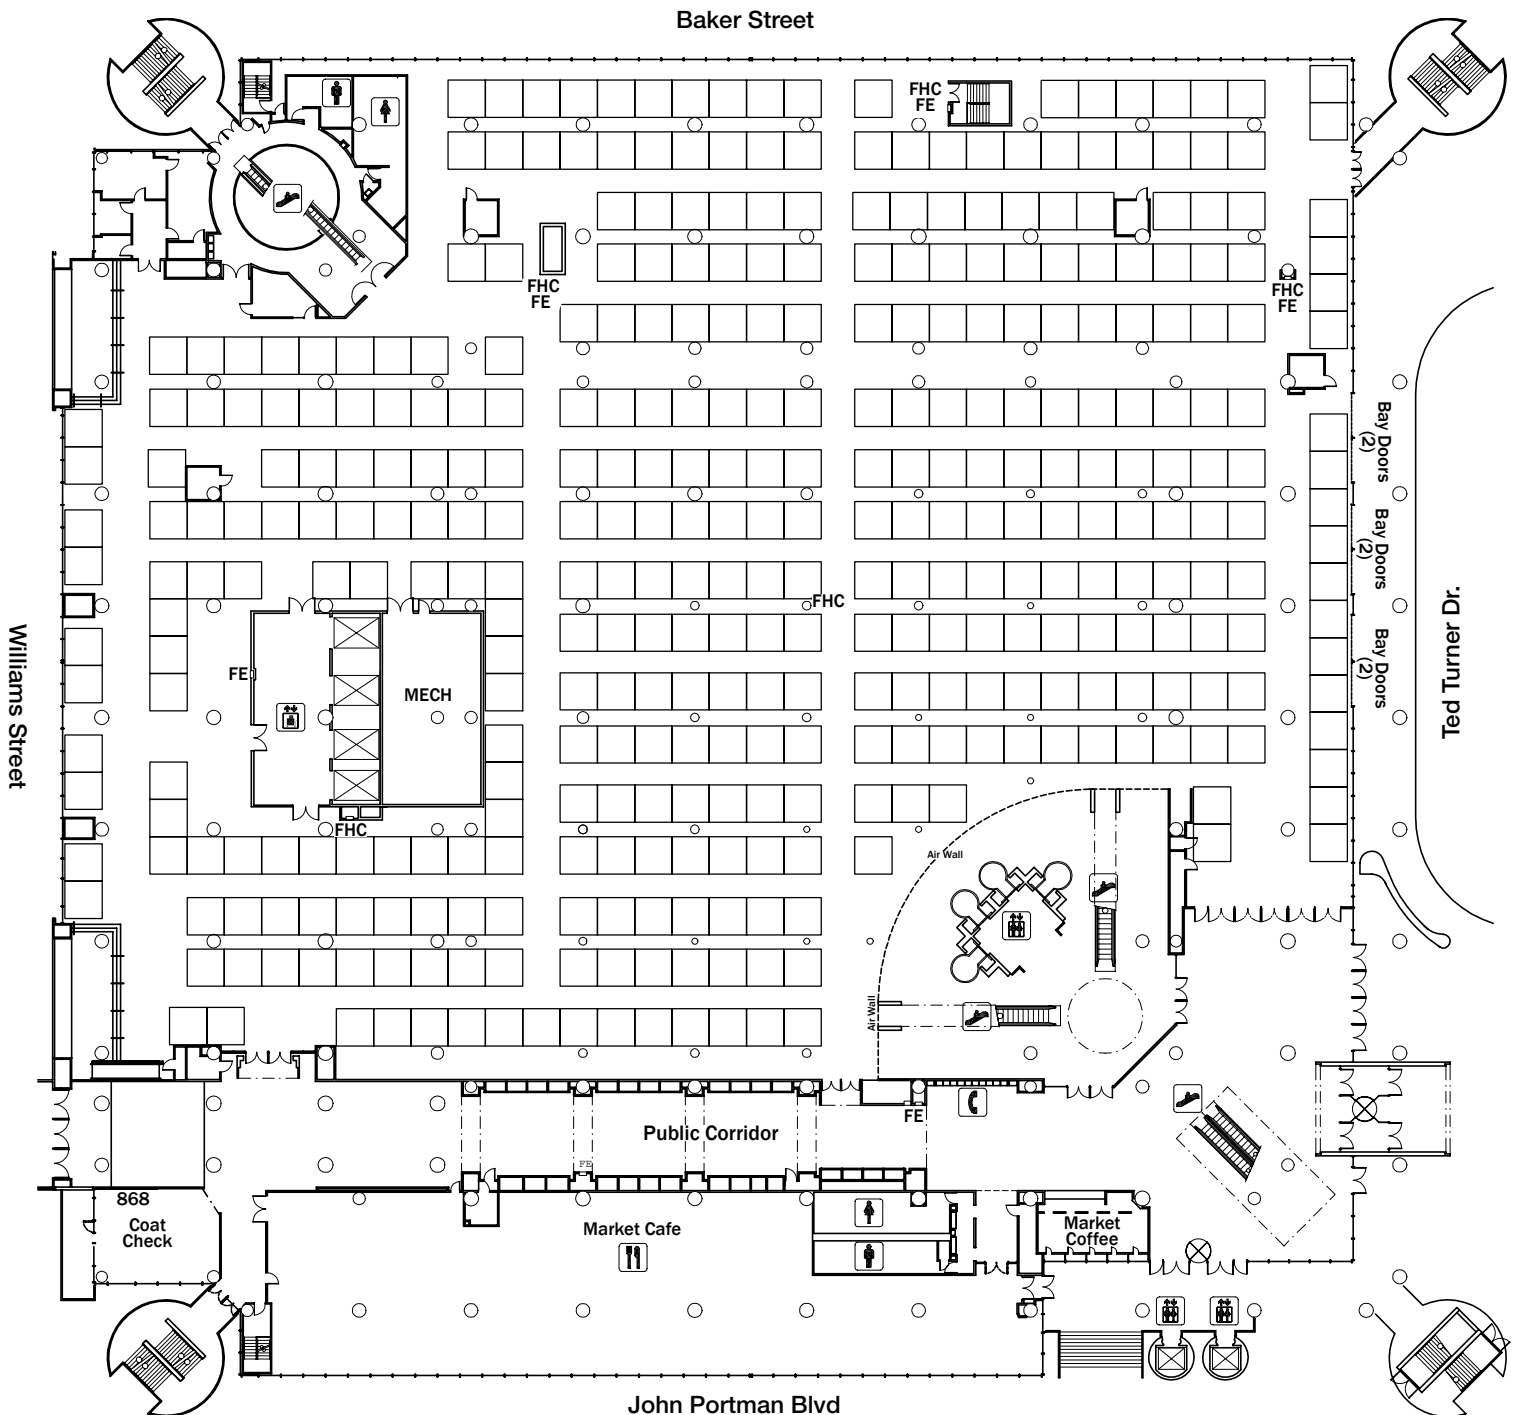 Baker Street
FHC
FE
FHC
FE
FHC
FE
Bay Doors
(2)
Bay Doors
(2)
Bay Doors
(2)
Ted Turner Dr.
Williams Street
FHC
FE
MECH
FHC
Air Wall
Air Wall
FE
Public Corridor
FE
868
Coat
Check
Market Cafe
Market
Coffee
John Portman Blvd